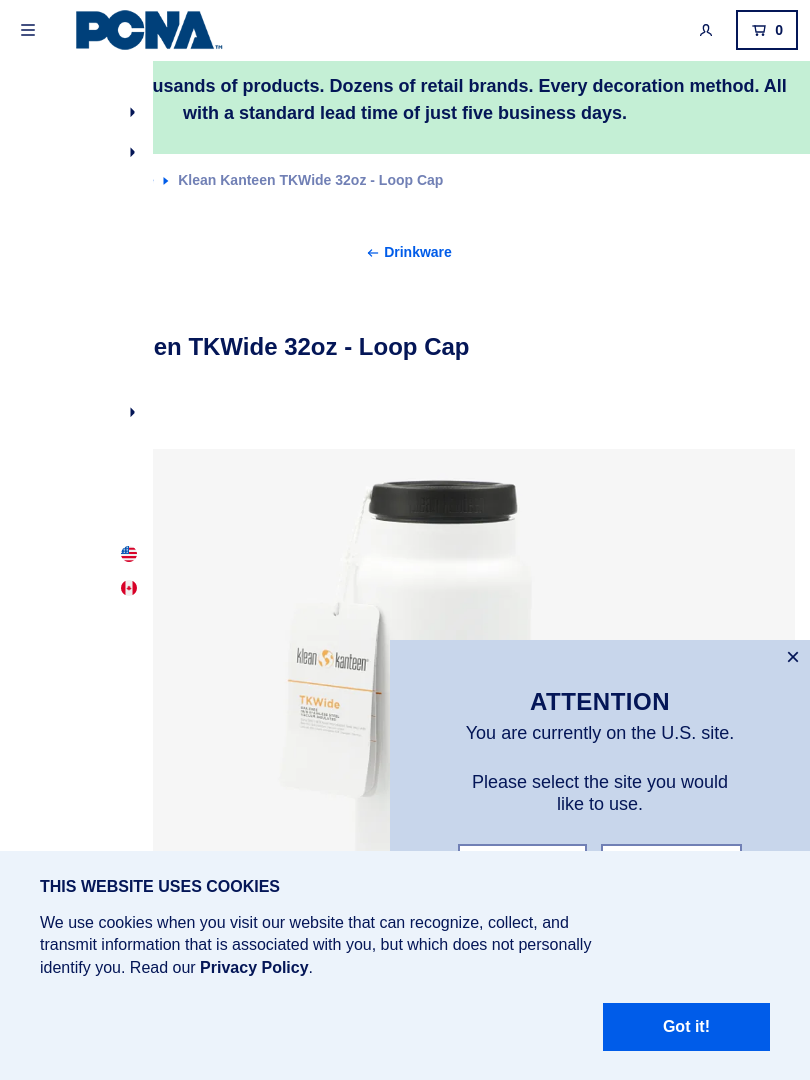 PCNA™
0
usands of products. Dozens of retail brands. Every decoration method. All
with a standard lead time of just five business days.
Klean Kanteen TKWide 32oz - Loop Cap
Drinkware
en TKWide 32oz - Loop Cap
klean kanteen®
TKWide
ATTENTION
You are currently on the U.S. site.
Please select the site you would
like to use.
THIS WEBSITE USES COOKIES
We use cookies when you visit our website that can recognize, collect, and
transmit information that is associated with you, but which does not personally
identify you. Read our Privacy Policy.
Got it!